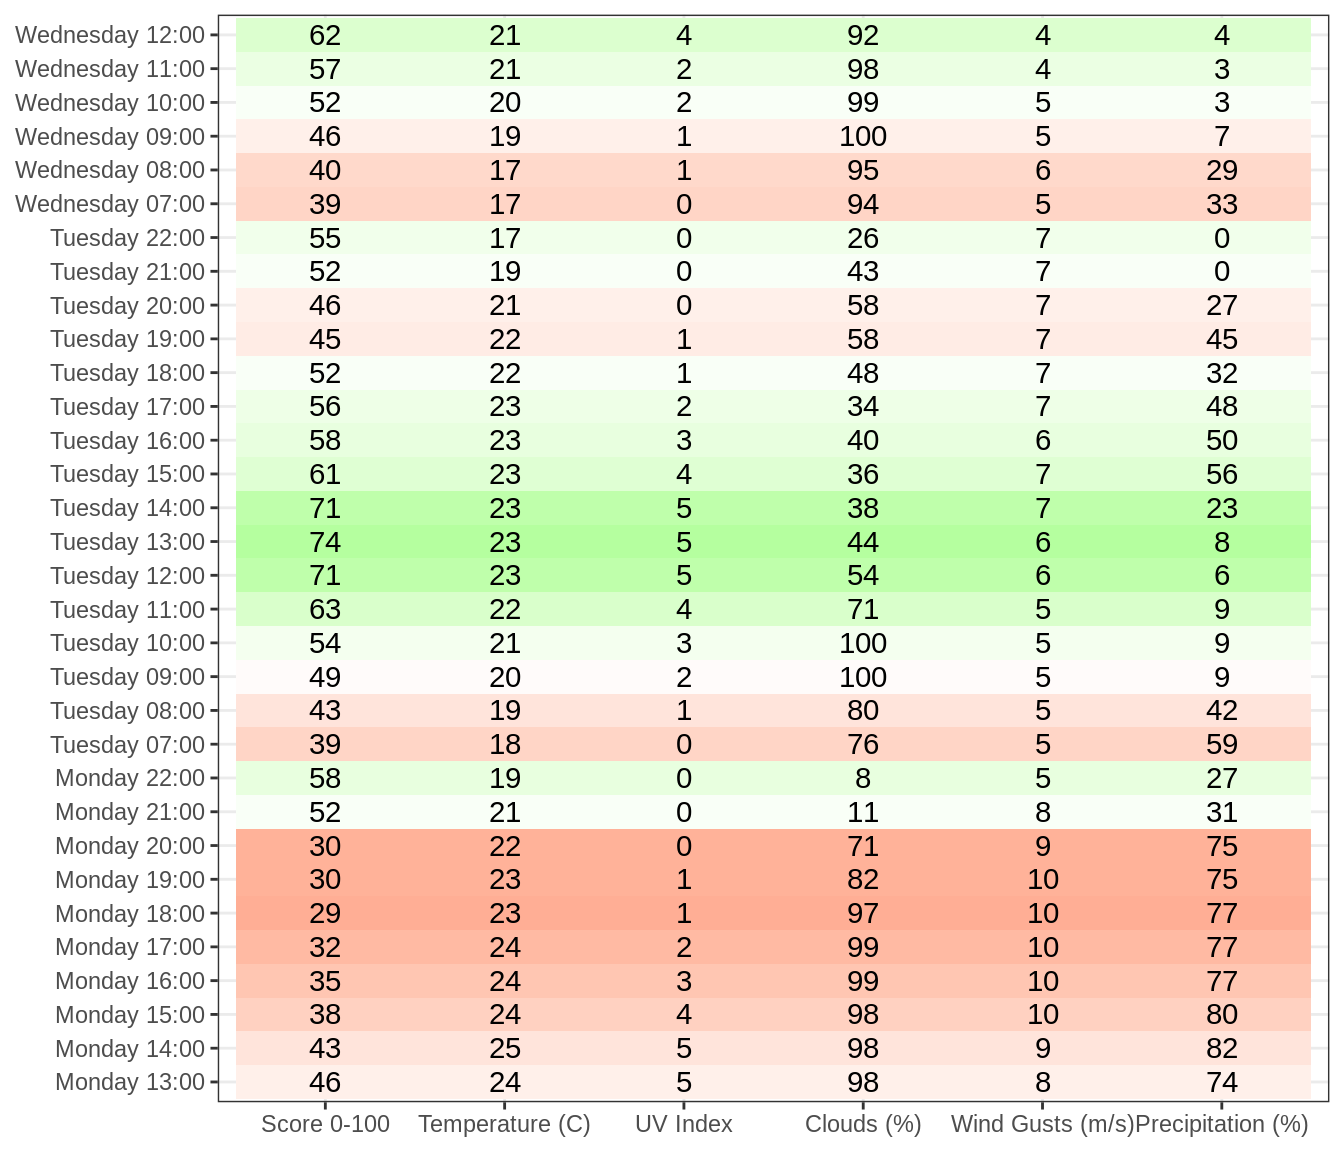 Wednesday 12:00 62 21 4 92 4 4
Wednesday 11:00 57 21 2 98 4 3
Wednesday 10:00 52 20 2 99 5 3
Wednesday 09:00 46 19 1 100 5 7
Wednesday 08:00 40 17 1 95 6 29
Wednesday 07:00 39 17 0 94 5 33
Tuesday 22:00 55 17 0 26 7 0
Tuesday 21:00 52 19 0 43 7 0
Tuesday 20:00 46 21 0 58 7 27
Tuesday 19:00 45 22 1 58 7 45
Tuesday 18:00 52 22 1 48 7 32
Tuesday 17:00 56 23 2 34 7 48
Tuesday 16:00 58 23 3 40 6 50
Tuesday 15:00 61 23 4 36 7 56
Tuesday 14:00 71 23 5 38 7 23
Tuesday 13:00 74 23 5 44 6 8
Tuesday 12:00 71 23 5 54 6 6
Tuesday 11:00 63 22 4 71 5 9
Tuesday 10:00 54 21 3 100 5 9
Tuesday 09:00 49 20 2 100 5 9
Tuesday 08:00 43 19 1 80 5 42
Tuesday 07:00 39 18 0 76 5 59
Monday 22:00 58 19 0 8 5 27
Monday 21:00 52 21 0 11 8 31
Monday 20:00 30 22 0 71 9 75
Monday 19:00 30 23 1 82 10 75
Monday 18:00 29 23 1 97 10 77
Monday 17:00 32 24 2 99 10 77
Monday 16:00 35 24 3 99 10 77
Monday 15:00 38 24 4 98 10 80
Monday 14:00 43 25 5 98 9 82
Monday 13:00 46 24 5 98 8 74
Score 0-100 Temperature (C) UV Index Clouds (%) Wind Gusts (m/s) Precipitation (%)